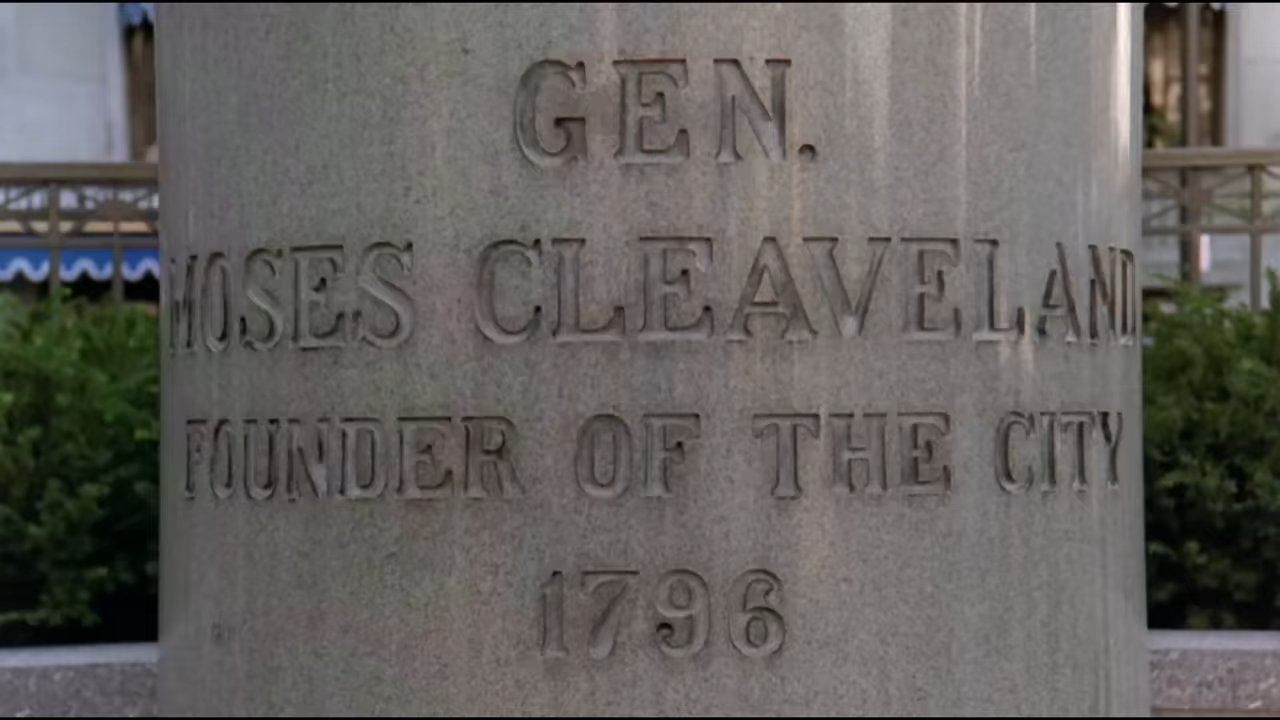 GEN.
MOSES CLEAVELAND
FOUNDER OF THE CITY
1796